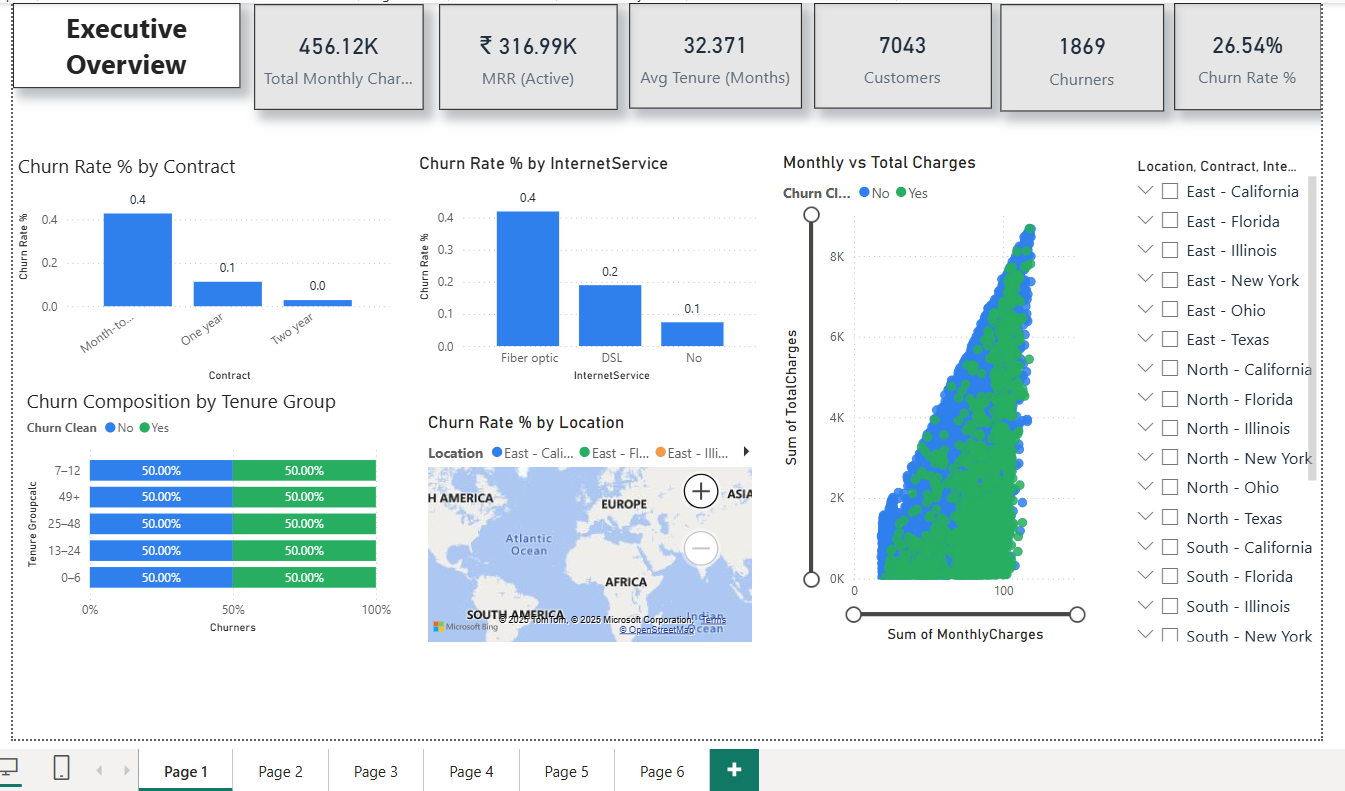 Executive
Overview
456.12K
Total Monthly Char...
₹ 316.99K
MRR (Active)
32.371
Avg Tenure (Months)
7043
Customers
1869
Churners
26.54%
Churn Rate %
Churn Rate % by Contract
Churn Rate %
0.4
0.2
0.0
0.4
0.1
0.0
Month-to...
One year
Two year
Contract
Churn Rate % by InternetService
Churn Rate %
0.4
0.3
0.2
0.1
0.0
0.4
0.2
0.1
Fiber optic
DSL
No
InternetService
Monthly vs Total Charges
Churn Cl...
No
Yes
Sum of TotalCharges
8K
6K
4K
2K
0K
0
100
Sum of MonthlyCharges
Location, Contract, Inte...
East - California
East - Florida
East - Illinois
East - New York
East - Ohio
East - Texas
North - California
North - Florida
North - Illinois
North - New York
North - Ohio
North - Texas
South - California
South - Florida
South - Illinois
South - New York
Churn Composition by Tenure Group
Churn Clean
No
Yes
Tenure Groupcalc
7–12 50.00% 50.00%
49+ 50.00% 50.00%
25–48 50.00% 50.00%
13–24 50.00% 50.00%
0–6 50.00% 50.00%
0% 50% 100%
Churners
Churn Rate % by Location
Location East - Cali... East - Fl... East - Illi...
H AMERICA
EUROPE
ASIA
Atlantic
Ocean
AFRICA
SOUTH AMERICA
Indian
Ocean
Microsoft Bing
© 2025 TomTom, © 2025 Microsoft Corporation, Terms
© OpenStreetMap
Page 1
Page 2
Page 3
Page 4
Page 5
Page 6